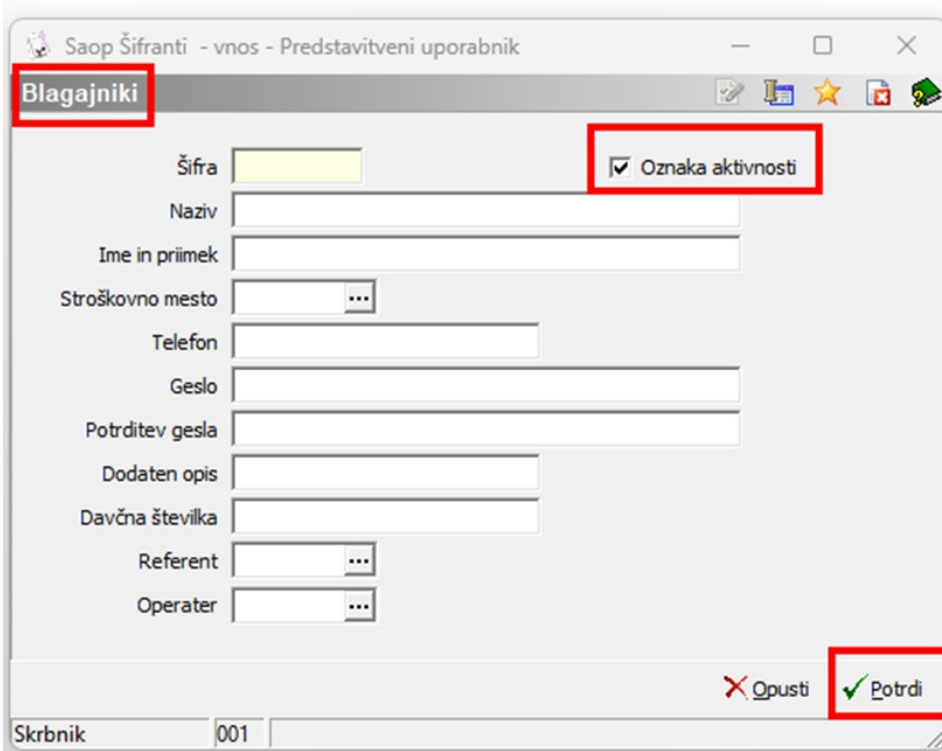 Saop Šifranti - vnos - Predstavitveni uporabnik
Blagajniki
Šifra
Oznaka aktivnosti
Naziv
Ime in priimek
Stroškovno mesto ...
Telefon
Geslo
Potrditev gesla
Dodaten opis
Davčna številka
Referent ...
Operater ...
Opusti Potrdi
Skrbnik 001